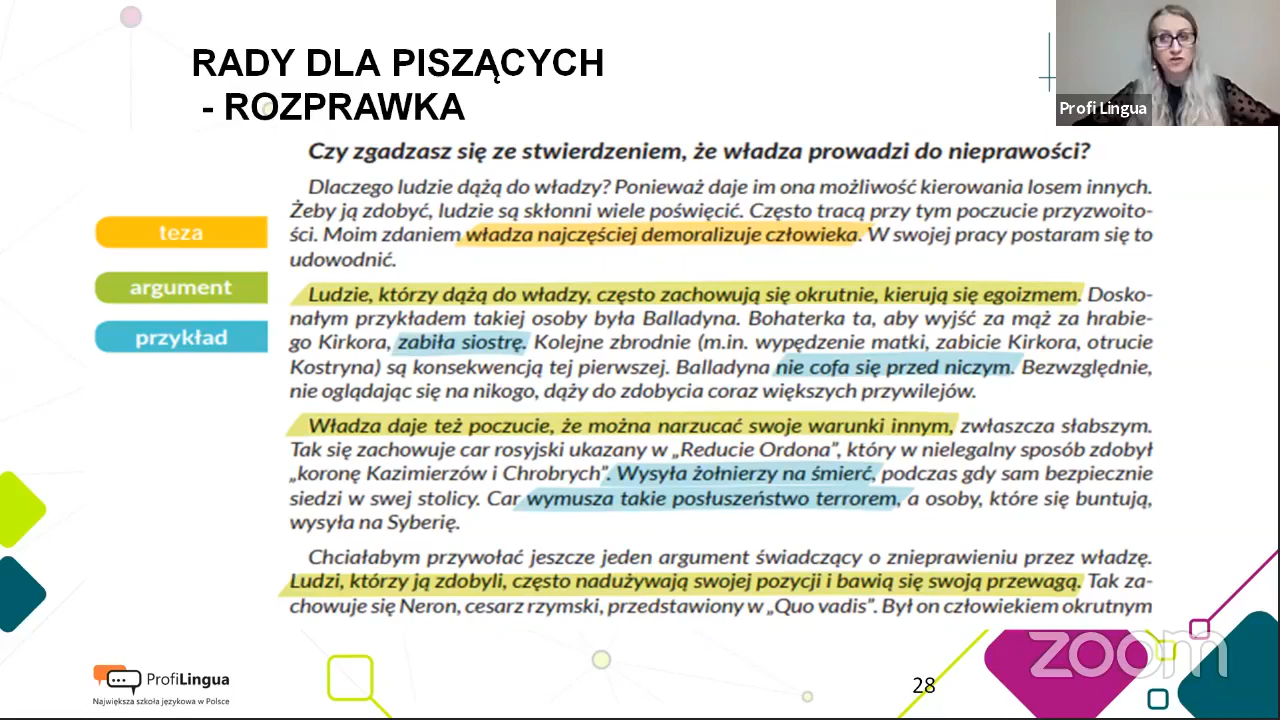 RADY DLA PISZĄCYCH
- ROZPRAWKA
Profi Lingua
Czy zgadzasz się ze stwierdzeniem, że władza prowadzi do nieprawości?
Dlaczego ludzie dążą do władzy? Ponieważ daje im ona możliwość kierowania losem innych.
Żeby ją zdobyć, ludzie są skłonni wiele poświęcić. Często tracą przy tym poczucie przyzwoito-
ści. Moim zdaniem władza najczęściej demoralizuje człowieka. W swojej pracy postaram się to
udowodnić.
teza
argument
przykład
Ludzie, którzy dążą do władzy, często zachowują się okrutnie, kierują się egoizmem. Dosko-
nałym przykładem takiej osoby była Balladyna. Bohaterka ta, aby wyjść za mąż za hrabie-
go Kirkora, zabiła siostrę. Kolejne zbrodnie (m.in. wypędzenie matki, zabicie Kirkora, otrucie
Kostryna) są konsekwencją tej pierwszej. Balladyna nie cofa się przed niczym. Bezwzględnie,
nie oglądając się na nikogo, dąży do zdobycia coraz większych przywilejów.
Władza daje też poczucie, że można narzucać swoje warunki innym, zwłaszcza słabszym.
Tak się zachowuje car rosyjski ukazany w „Reducie Ordona”, który w nielegalny sposób zdobył
„koronę Kazimierzów i Chrobrych”. Wysyła żołnierzy na śmierć, podczas gdy sam bezpiecznie
siedzi w swej stolicy. Car wymusza takie posłuszeństwo terrorem, a osoby, które się buntują,
wysyła na Syberię.
Chciałabym przywołać jeszcze jeden argument świadczący o znieprawieniu przez władzę.
Ludzi, którzy ją zdobyli, często nadużywają swojej pozycji i bawią się swoją przewagą. Tak za-
chowuje się Neron, cesarz rzymski, przedstawiony w „Quo vadis”. Był on człowiekiem okrutnym
zoom
ProfiLingua
Największa szkoła językowa w Polsce
28